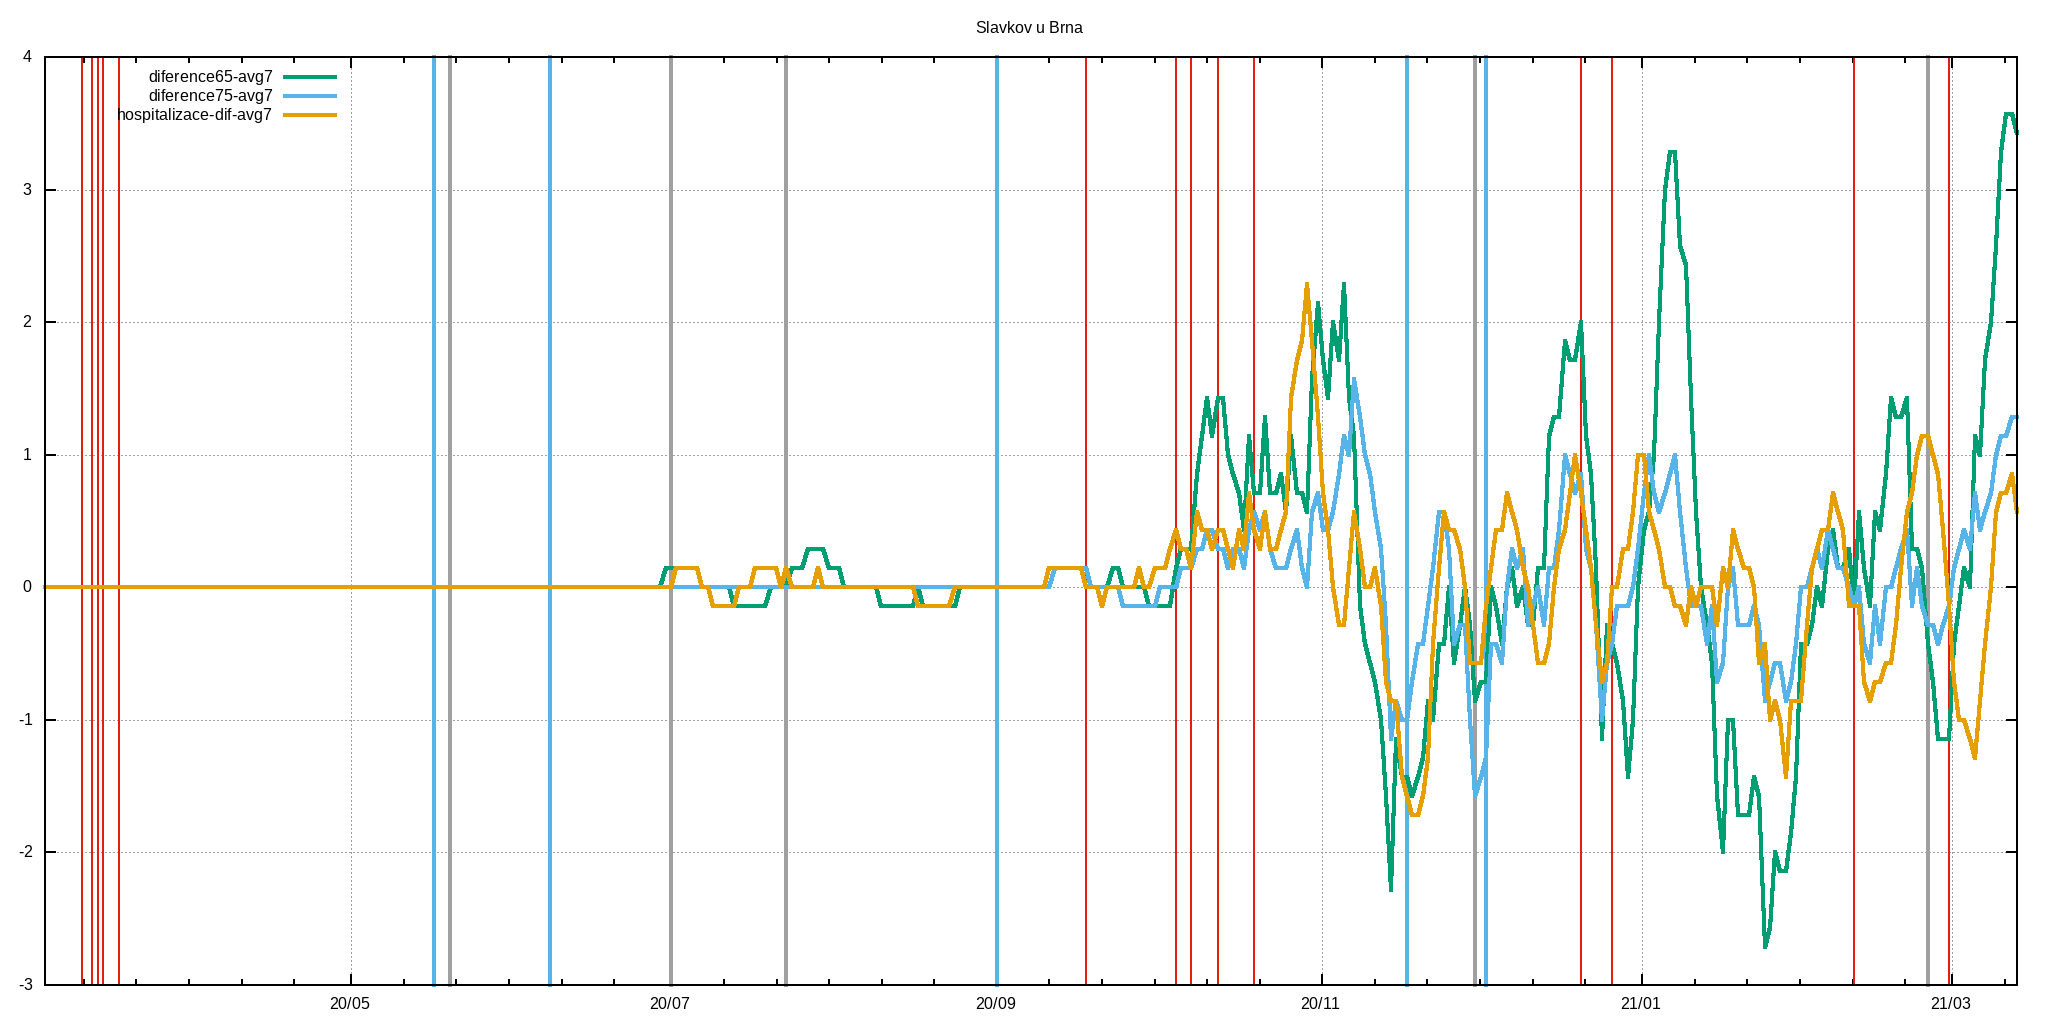 Slavkov u Brna
4
3
2
1
0
-1
-2
-3
diference65-avg7
diference75-avg7
hospitalizace-dif-avg7
20/05 20/07 20/09 20/11 21/01 21/03